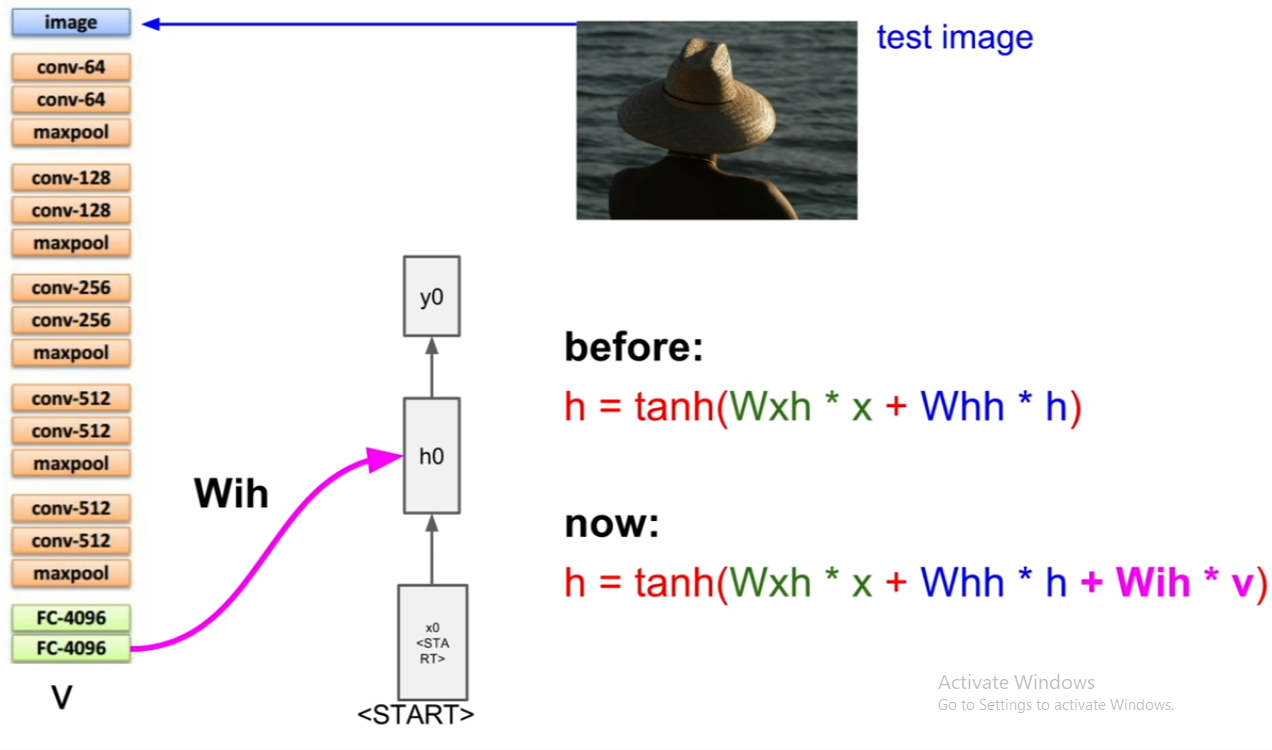 image
conv-64
conv-64
maxpool
conv-128
conv-128
maxpool
conv-256
conv-256
maxpool
conv-512
conv-512
maxpool
conv-512
conv-512
maxpool
FC-4096
FC-4096
V
Wih
y0
h0
x0
<STA
RT>
<START>
test image
before:
h = tanh(Wxh * x + Whh * h)
now:
h = tanh(Wxh * x + Whh * h + Wih * v)
Activate Windows
Go to Settings to activate Windows.